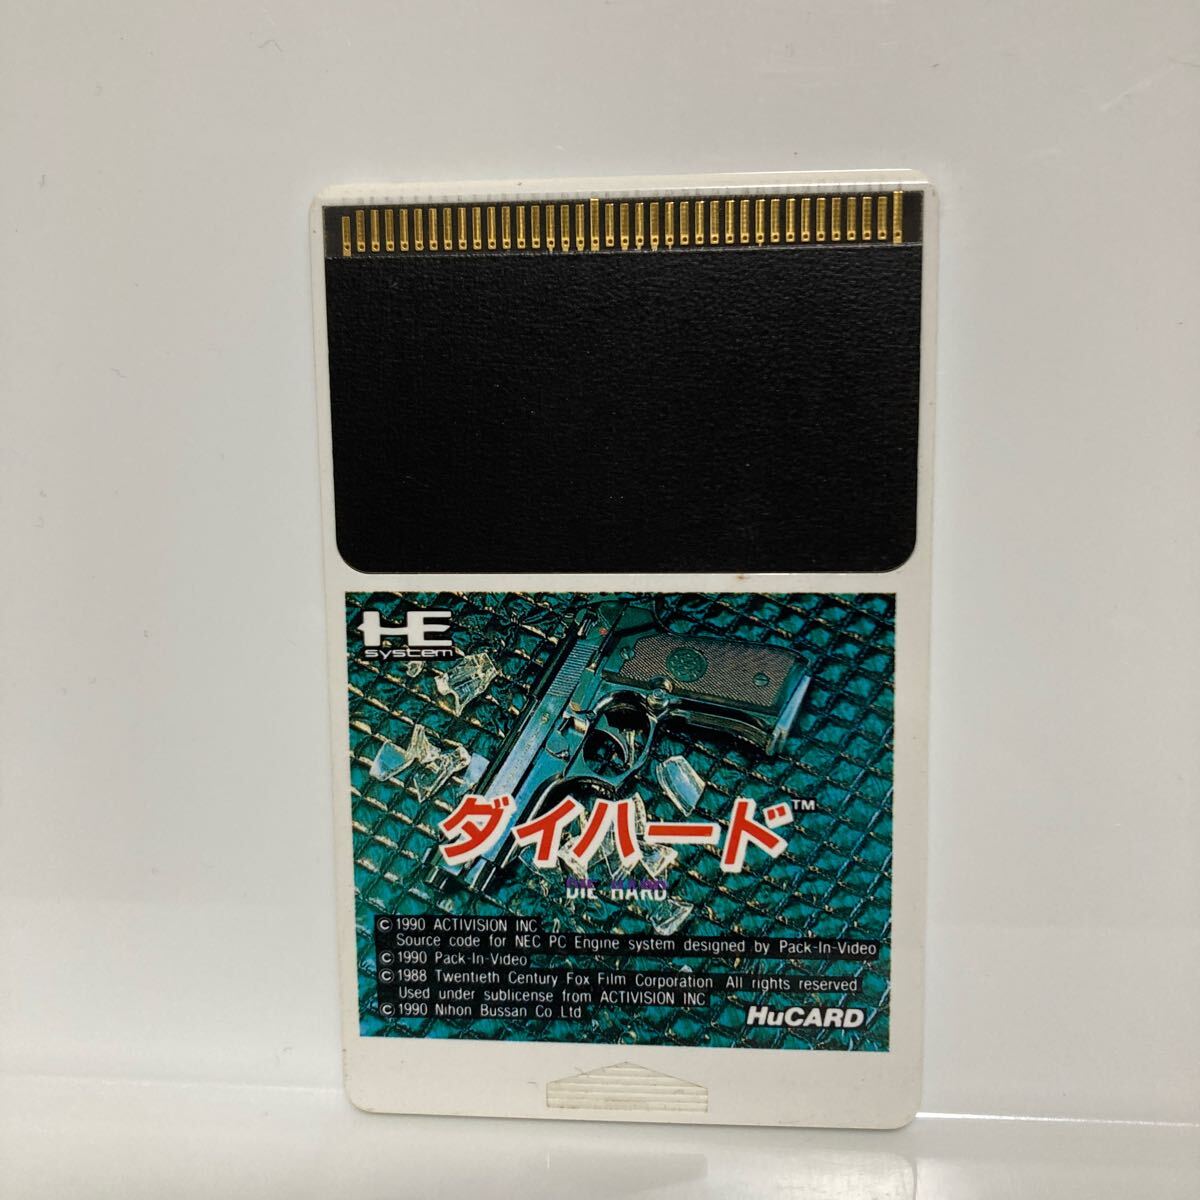 HE
system
ダイハード™
DIE HARD
© 1990 ACTIVISION INC
Source code for NEC PC Engine system designed by Pack-In-Video
© 1990 Pack-In-Video
© 1988 Twentieth Century Fox Film Corporation All rights reserved
Used under sublicense from ACTIVISION INC
© 1990 Nihon Bussan Co Ltd
HuCARD